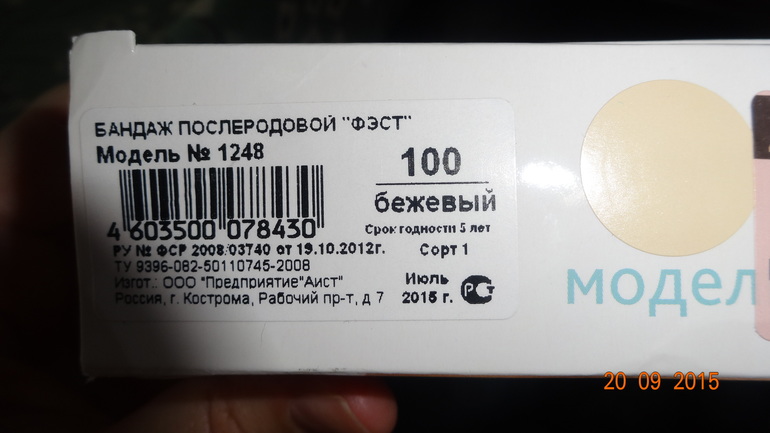 БАНДАЖ ПОСЛЕРОДОВОЙ "ФЭСТ"
Модель № 1248
100
бежевый
4 603500 078430
Срок годности 5 лет
РУ № ФСР 2008/03740 от 19.10.2012г.
Сорт 1
ТУ 9396-082-50110745-2008
Изгот.: ООО "Предприятие"Аист"
Россия, г. Кострома, Рабочий пр-т, д 7
Июль
2015 г.
РСТ
модел
20 09 2015